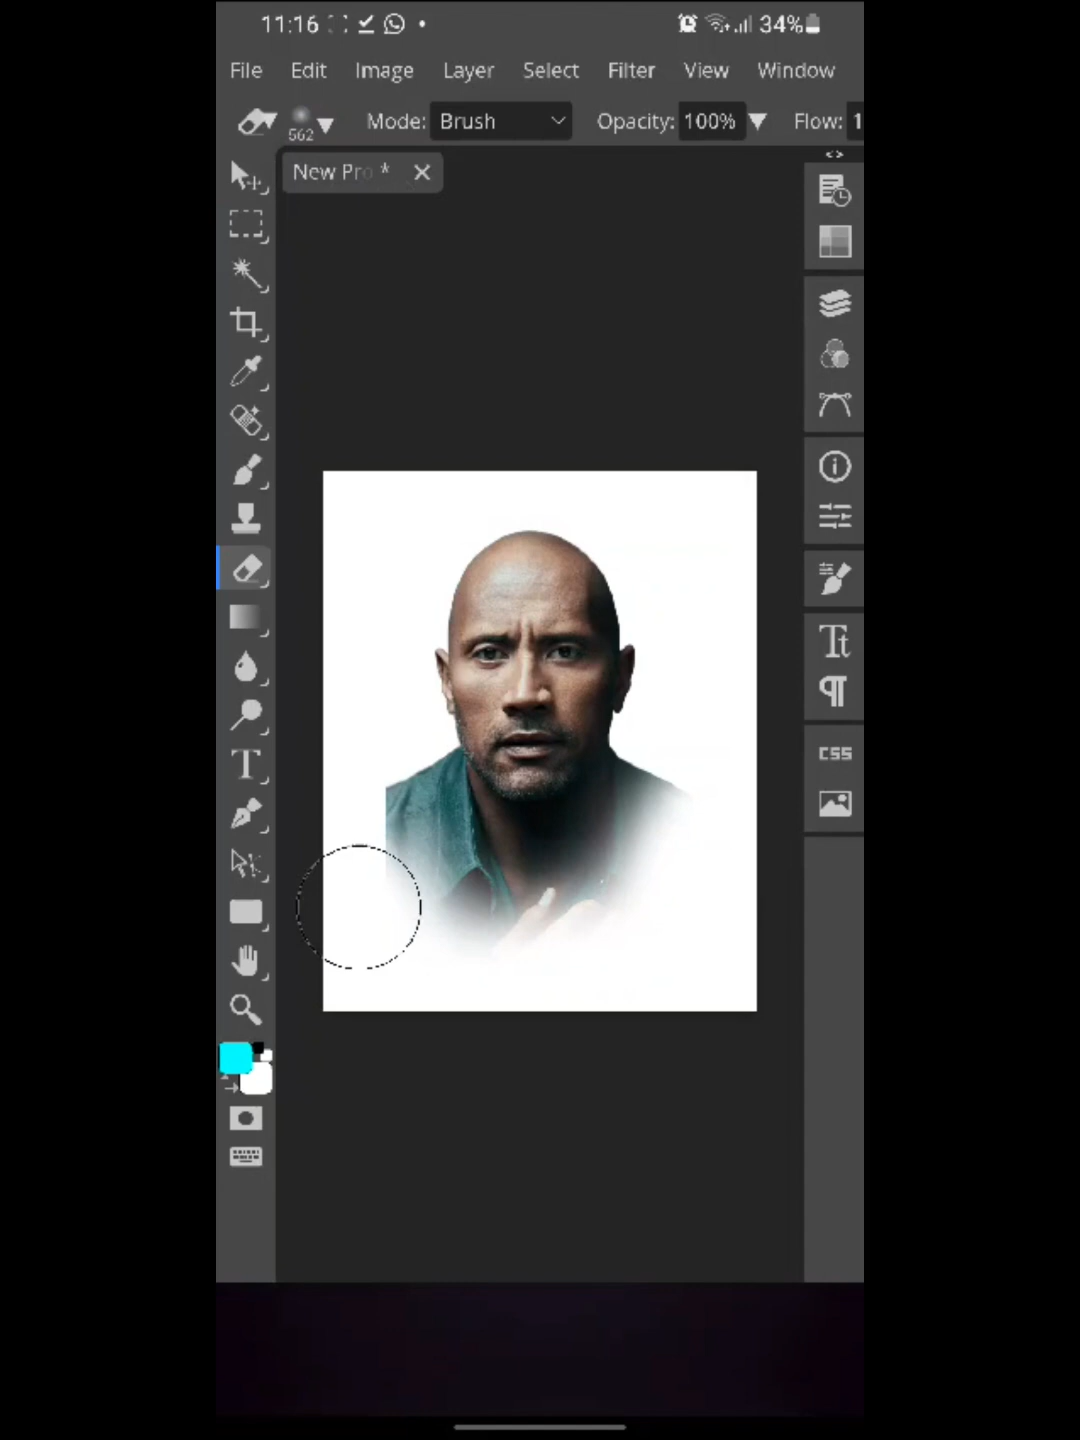 11:16 34%
File Edit Image Layer Select Filter View Window
562 Mode: Brush Opacity: 100% Flow: 1
New Pro *
T
Tt
CSS